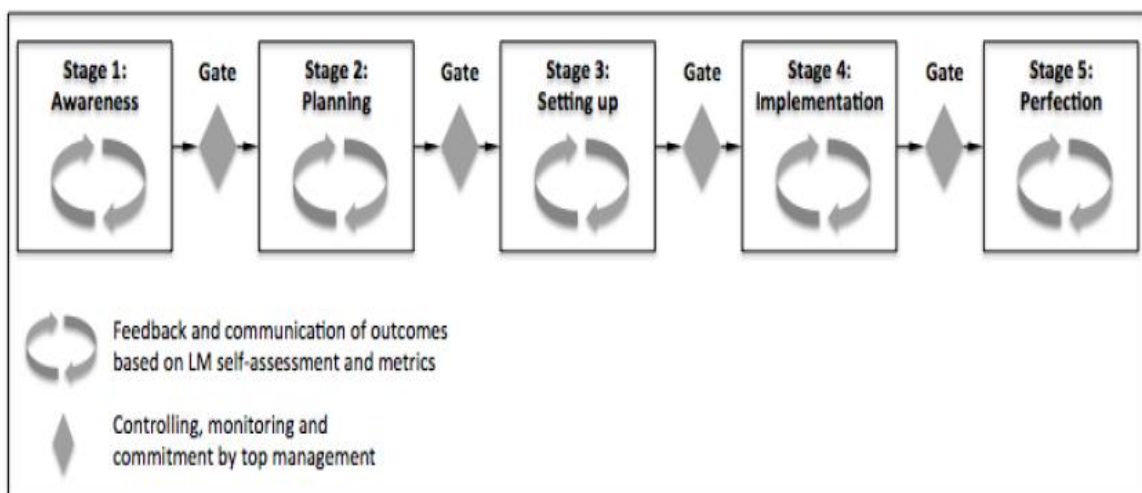 Stage 1:
Awareness
Gate
Stage 2:
Planning
Gate
Stage 3:
Setting up
Gate
Stage 4:
Implementation
Gate
Stage 5:
Perfection
Feedback and communication of outcomes
based on LM self-assessment and metrics
Controlling, monitoring and
commitment by top management